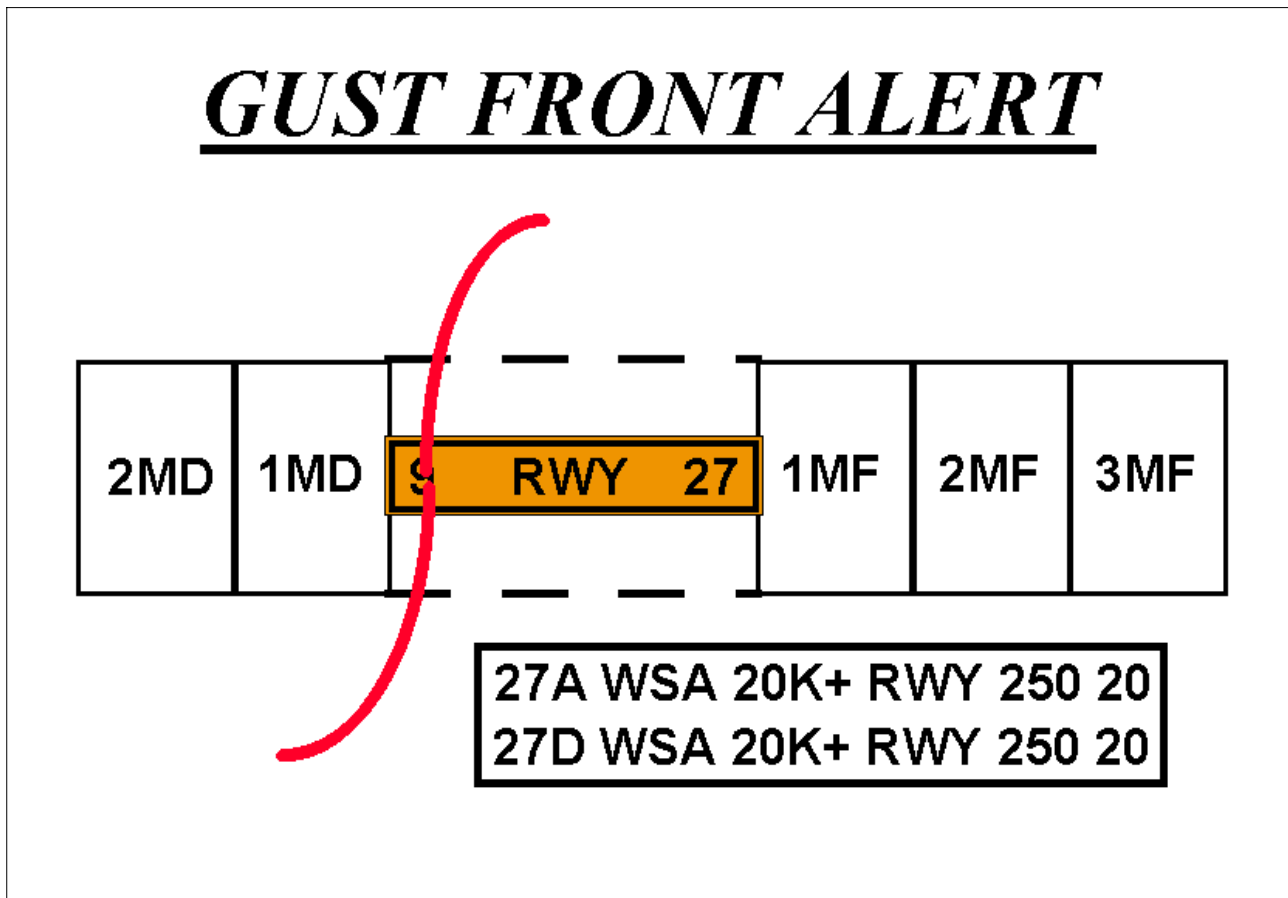 GUST FRONT ALERT
2MD 1MD 9 RWY 27 1MF 2MF 3MF
27A WSA 20K+ RWY 250 20
27D WSA 20K+ RWY 250 20